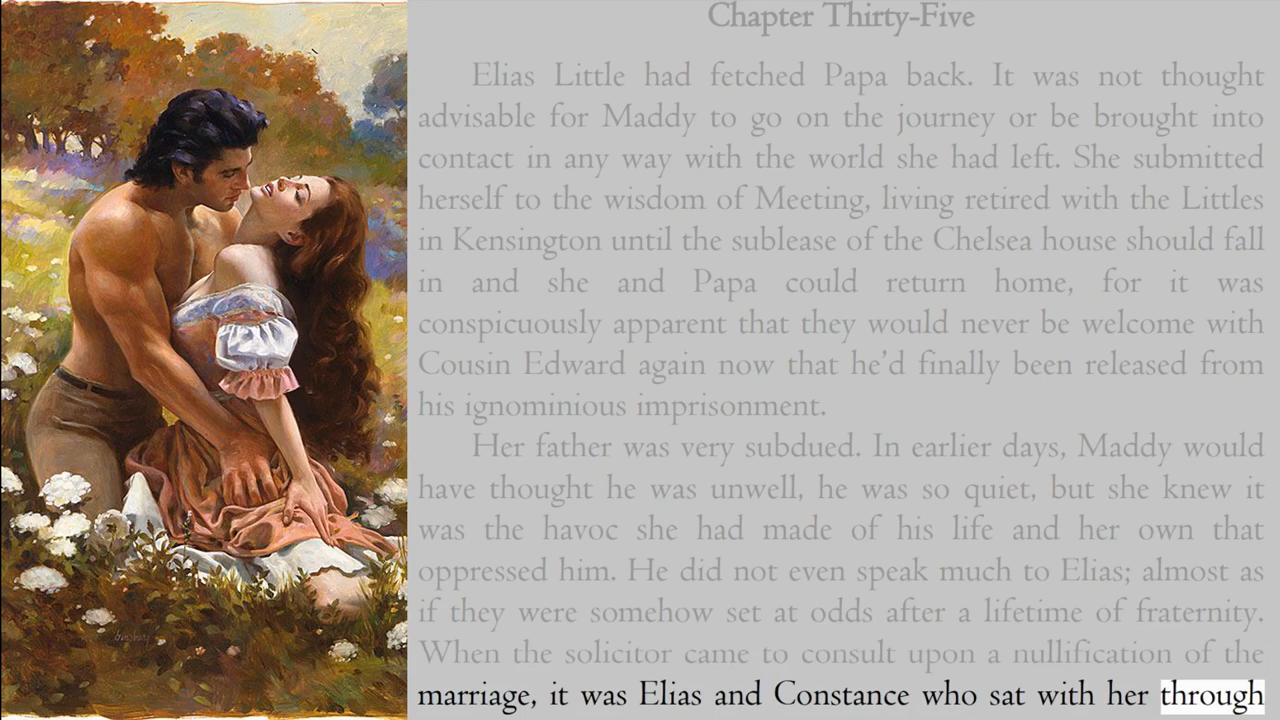 Chapter Thirty-Five
Elias Little had fetched Papa back. It was not thought
advisable for Maddy to go on the journey or be brought into
contact in any way with the world she had left. She submitted
herself to the wisdom of Meeting, living retired with the Littles
in Kensington until the sublease of the Chelsea house should fall
in and she and Papa could return home, for it was
conspicuously apparent that they would never be welcome with
Cousin Edward again now that he’d finally been released from
his ignominious imprisonment.
Her father was very subdued. In earlier days, Maddy would
have thought he was unwell, he was so quiet, but she knew it
was the havoc she had made of his life and her own that
oppressed him. He did not even speak much to Elias; almost as
if they were somehow set at odds after a lifetime of fraternity.
When the solicitor came to consult upon a nullification of the
marriage, it was Elias and Constance who sat with her through